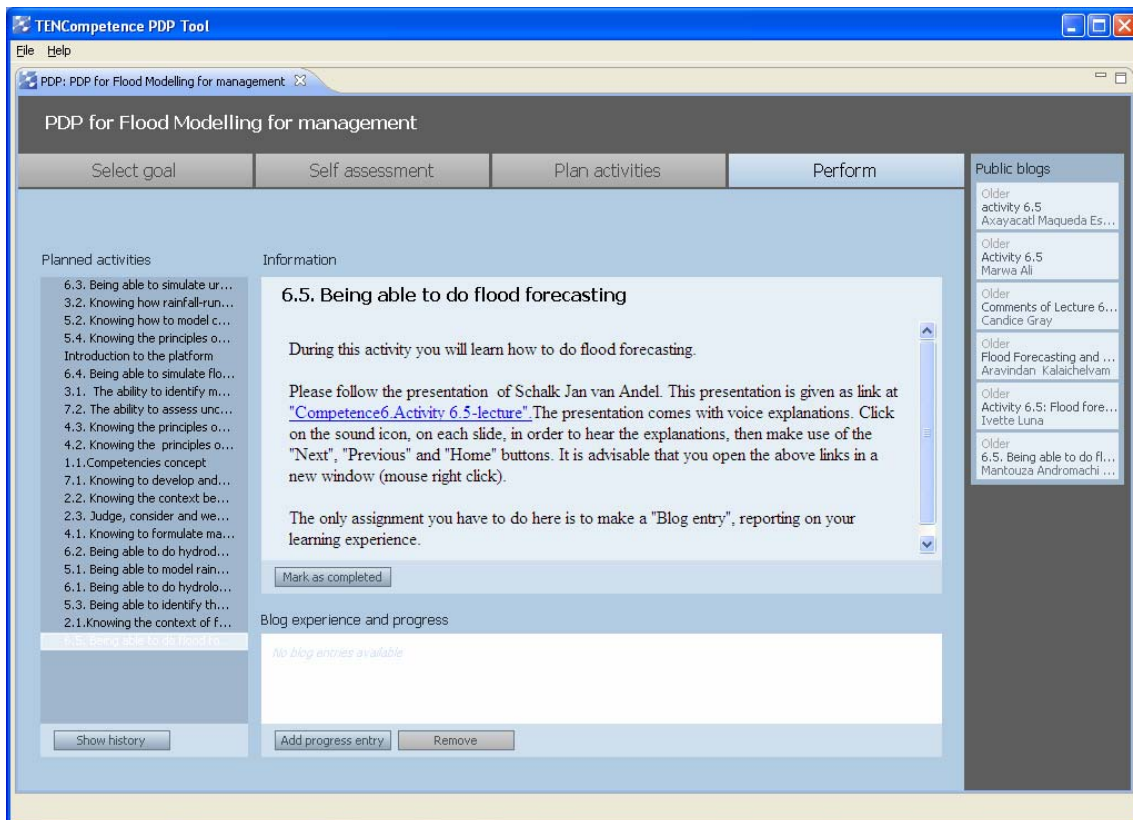 TENCompetence PDP Tool
File Help
PDP: PDP for Flood Modelling for management
PDP for Flood Modelling for management
Select goal
Self assessment
Plan activities
Perform
Planned activities
6.3. Being able to simulate ur...
3.2. Knowing how rainfall-run...
5.2. Knowing how to model c...
5.4. Knowing the principles o...
Introduction to the platform
6.4. Being able to simulate flo...
3.1. The ability to identify m...
7.2. The ability to assess unc...
4.3. Knowing the principles o...
4.2. Knowing the principles o...
1.1.Competencies concept
7.1. Knowing to develop and...
2.2. Knowing the context be...
2.3. Judge, consider and we...
4.1. Knowing to formulate ma...
6.2. Being able to do hydrod...
5.1. Being able to model rain...
6.1. Being able to do hydrolo...
5.3. Being able to identify th...
2.1.Knowing the context of f...
6.5. Being able to do flood fo...
Show history
Information
6.5. Being able to do flood forecasting
During this activity you will learn how to do flood forecasting.
Please follow the presentation of Schalk Jan van Andel. This presentation is given as link at
"Competence6.Activity 6.5-lecture".The presentation comes with voice explanations. Click
on the sound icon, on each slide, in order to hear the explanations, then make use of the
"Next", "Previous" and "Home" buttons. It is advisable that you open the above links in a
new window (mouse right click).
The only assignment you have to do here is to make a "Blog entry", reporting on your
learning experience.
Mark as completed
Blog experience and progress
No blog entries available
Add progress entry
Remove
Public blogs
Older
activity 6.5
Axayacatl Maqueda Es...
Older
Activity 6.5
Marwa Ali
Older
Comments of Lecture 6...
Candice Gray
Older
Flood Forecasting and ...
Aravindan Kalaichelvam
Older
Activity 6.5: Flood fore...
Ivette Luna
Older
6.5. Being able to do fl...
Mantouza Andromachi ...